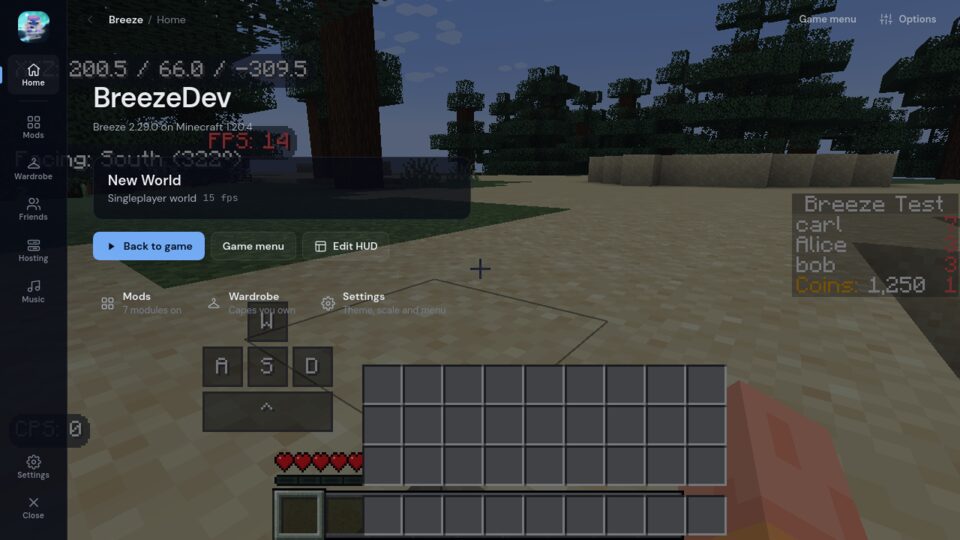 Breeze / Home
Game menu
Options
Home
200.5 / 66.0 / -309.5
BreezeDev
Breeze 2.29.0 on Minecraft 1.20.4
FPS: 14
Mods
Facing: South (322°)
Wardrobe
New World
Singleplayer world 15 fps
Friends
Breeze Test
carl
Alice
bob 3
Coins: 1,250 1
Back to game
Game menu
Edit HUD
Hosting
Music
Mods
7 modules on
Wardrobe
Capes you own
Settings
Theme, scale and menu
W
A S D
^
CPS: 0
Settings
Close